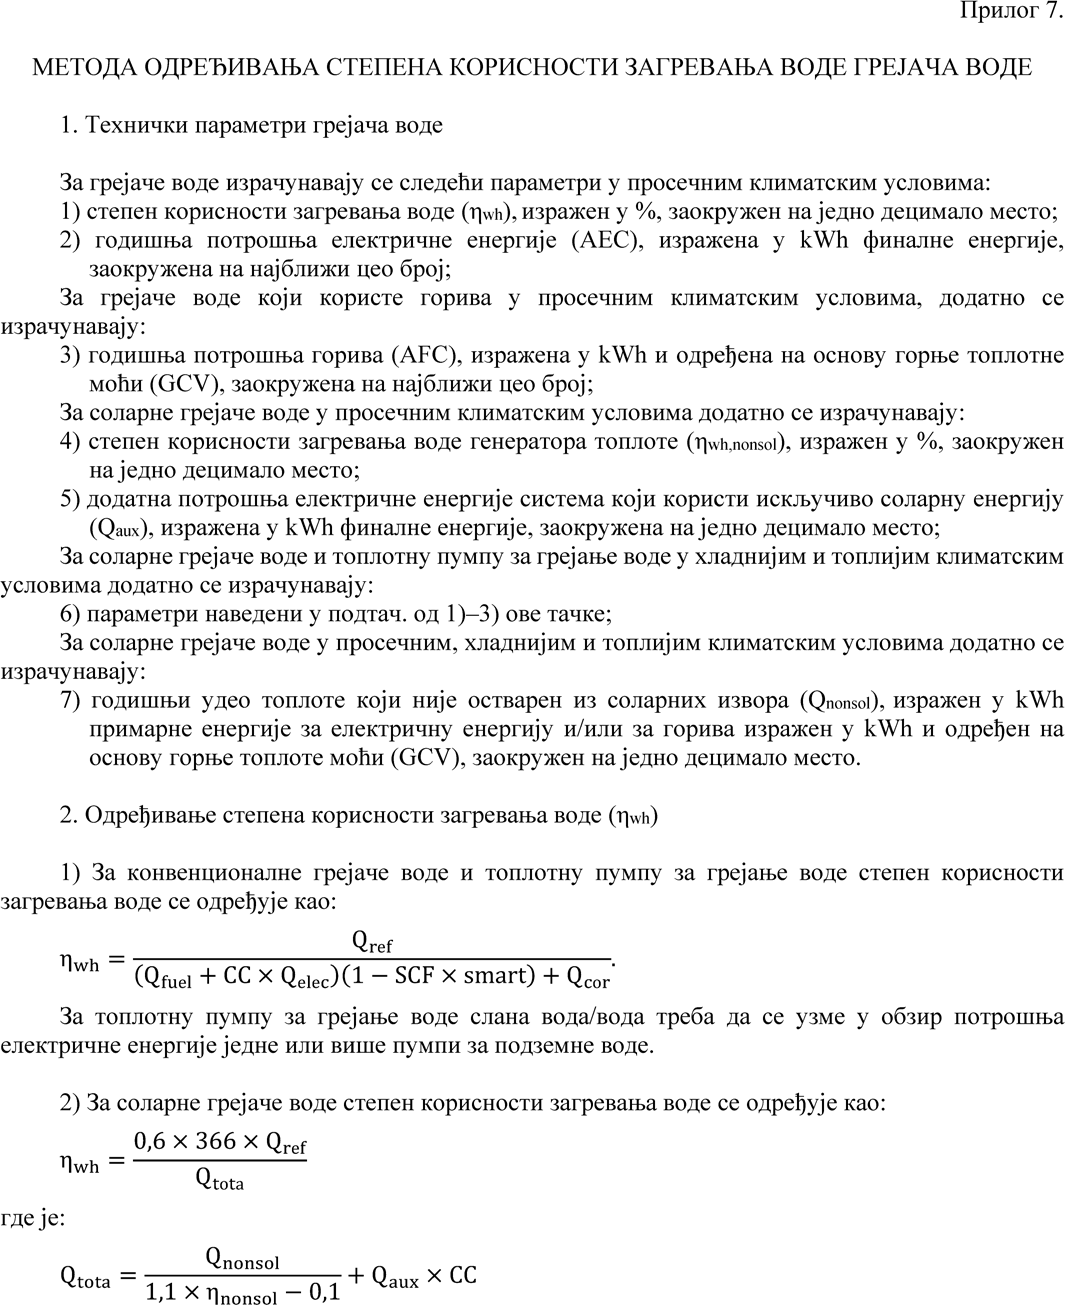 Прилог 7.
МЕТОДА ОДРЕЂИВАЊА СТЕПЕНА КОРИСНОСТИ ЗАГРЕВАЊА ВОДЕ ГРЕЈАЧА ВОДЕ
1. Технички параметри грејача воде
За грејаче воде израчунавају се следећи параметри у просечним климатским условима:
1) степен корисности загревања воде (ηwh), изражен у %, заокружен на једно децимало место;
2) годишња потрошња електричне енергије (AEC), изражена у kWh финалне енергије,
заокружена на најближи цео број;
За грејаче воде који користе горива у просечним климатским условима, додатно се
израчунавају:
3) годишња потрошња горива (AFC), изражена у kWh и одређена на основу горње топлотне
моћи (GCV), заокружена на најближи цео број;
За соларне грејаче воде у просечним климатским условима додатно се израчунавају:
4) степен корисности загревања воде генератора топлоте (ηwh,nonsol), изражен у %, заокружен
на једно децимало место;
5) додатна потрошња електричне енергије система који користи искључиво соларну енергију
(Qaux), изражена у kWh финалне енергије, заокружена на једно децимало место;
За соларне грејаче воде и топлотну пумпу за грејање воде у хладнијим и топлијим климатским
условима додатно се израчунавају:
6) параметри наведени у подтач. од 1)–3) ове тачке;
За соларне грејаче воде у просечним, хладнијим и топлијим климатским условима додатно се
израчунавају:
7) годишњи удео топлоте који није остварен из соларних извора (Qnonsol), изражен у kWh
примарне енергије за електричну енергију и/или за горива изражен у kWh и одређен на
основу горње топлоте моћи (GCV), заокружен на једно децимало место.
2. Одређивање степена корисности загревања воде (ηwh)
1) За конвенционалне грејаче воде и топлотну пумпу за грејање воде степен корисности
загревања воде се одређује као:
ηwh = Qref / (Qfuel + CC × Qelec)(1 − SCF × smart) + Qcor.
За топлотну пумпу за грејање воде слана вода/вода треба да се узме у обзир потрошња
електричне енергије једне или више пумпи за подземне воде.
2) За соларне грејаче воде степен корисности загревања воде се одређује као:
ηwh = 0,6 × 366 × Qref / Qtota
где је:
Qtota = Qnonsol / 1,1 × ηnonsol − 0,1 + Qaux × CC